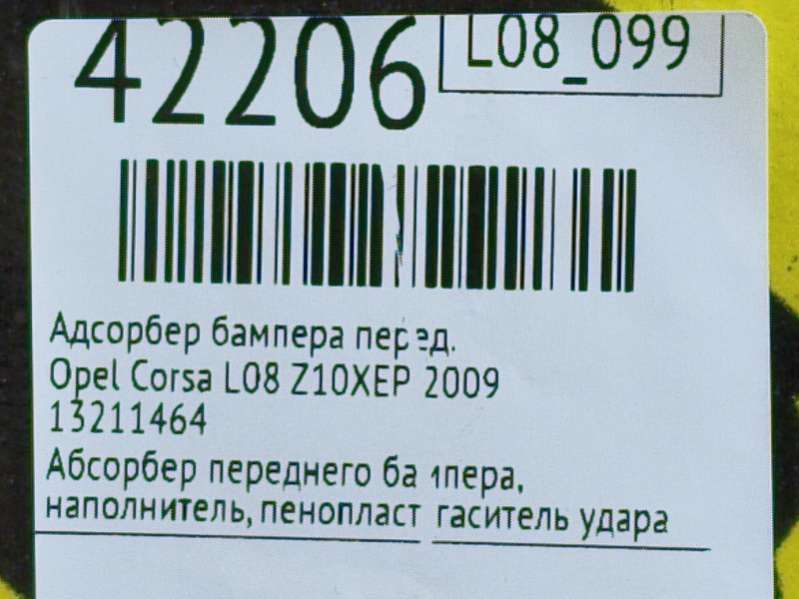 42206
L08_099
Адсорбер бампера перед.
Opel Corsa L08 Z10XEP 2009
13211464
Абсорбер переднего бампера,
наполнитель, пенопласт гаситель удара